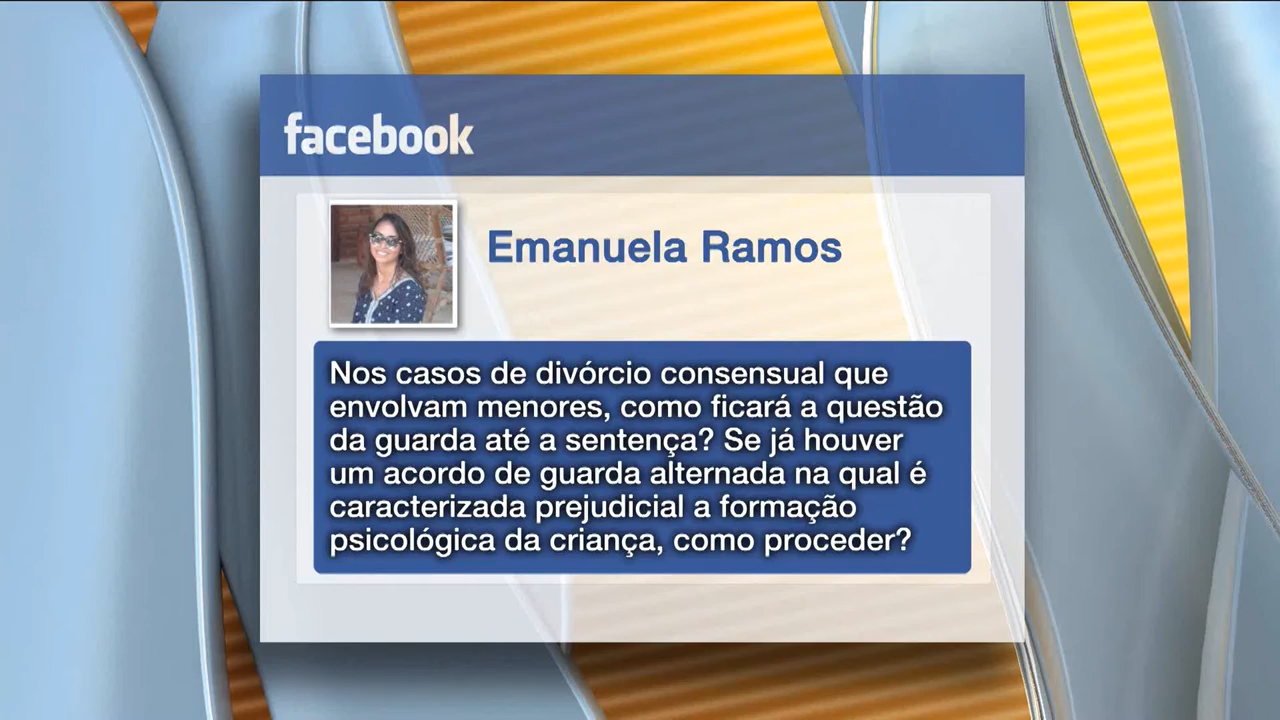 facebook
Emanuela Ramos
Nos casos de divórcio consensual que
envolvam menores, como ficará a questão
da guarda até a sentença? Se já houver
um acordo de guarda alternada na qual é
caracterizada prejudicial a formação
psicológica da criança, como proceder?